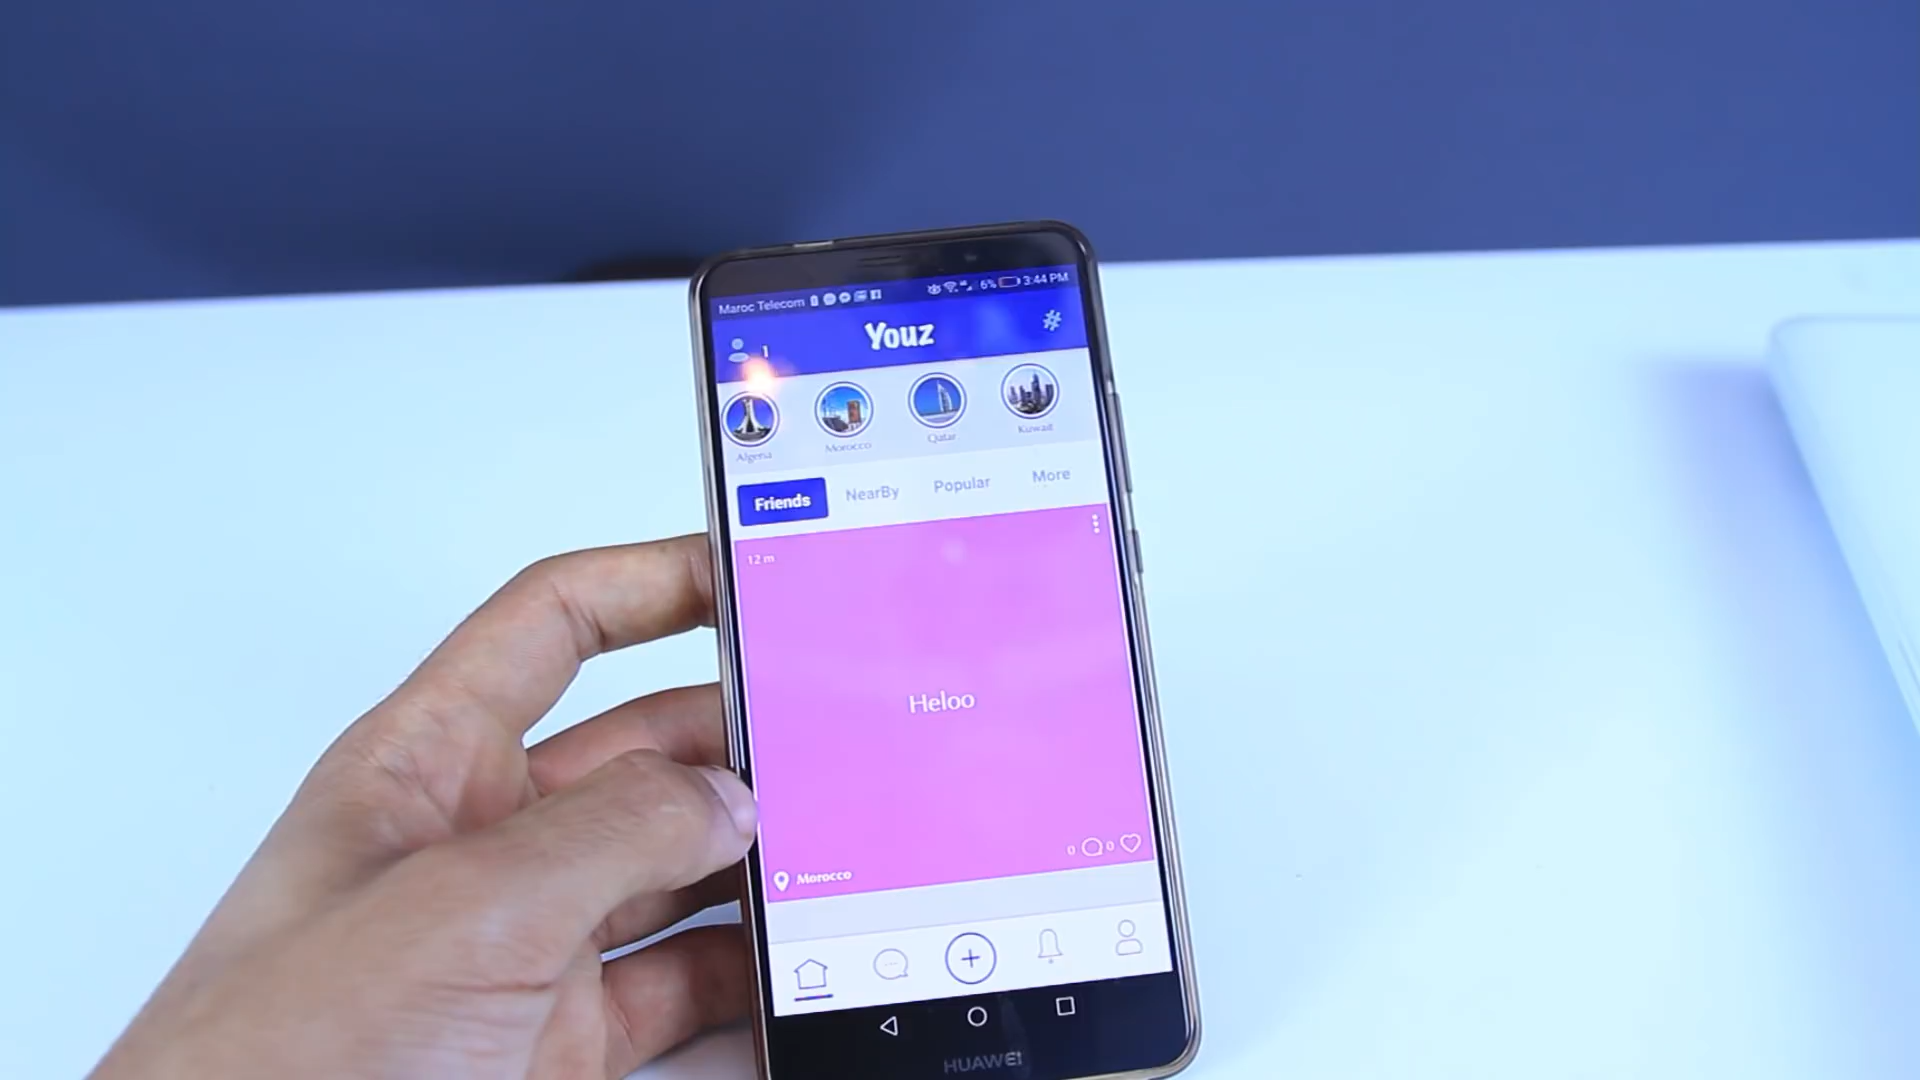 Maroc Telecom 6% 3:44 PM
1 Youz #
Algeria Morocco Qatar Kuwait
Friends NearBy Popular More
12 m
Heloo
0 0
Morocco
HUAWEI